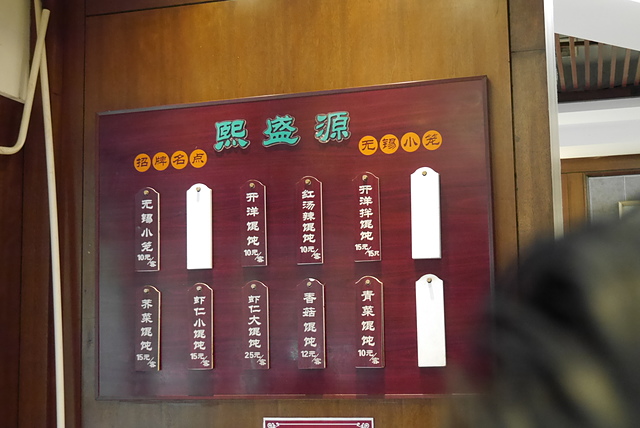 熙盛源
招牌名点
无锡小笼
无锡小笼
10元/客
开洋馄饨
10元/客
红汤辣馄饨
10元/客
开洋拌馄饨
15元/15只
荠菜馄饨
15元/客
虾仁小馄饨
15元/客
虾仁大馄饨
25元/客
香菇馄饨
12元/客
青菜馄饨
10元/客